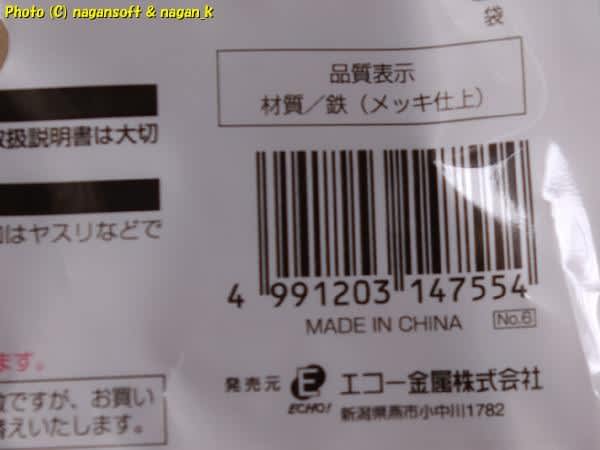 Photo (C) nagansoft & nagan_k
袋
品質表示
材質／鉄（メッキ仕上）
取扱説明書は大切
はヤスリなどで
4 991203 147554
MADE IN CHINA No.6
ます。
ですが、お買い
替えいたします。
発売元 E ECHO! エコー金属株式会社
新潟県燕市小中川1782